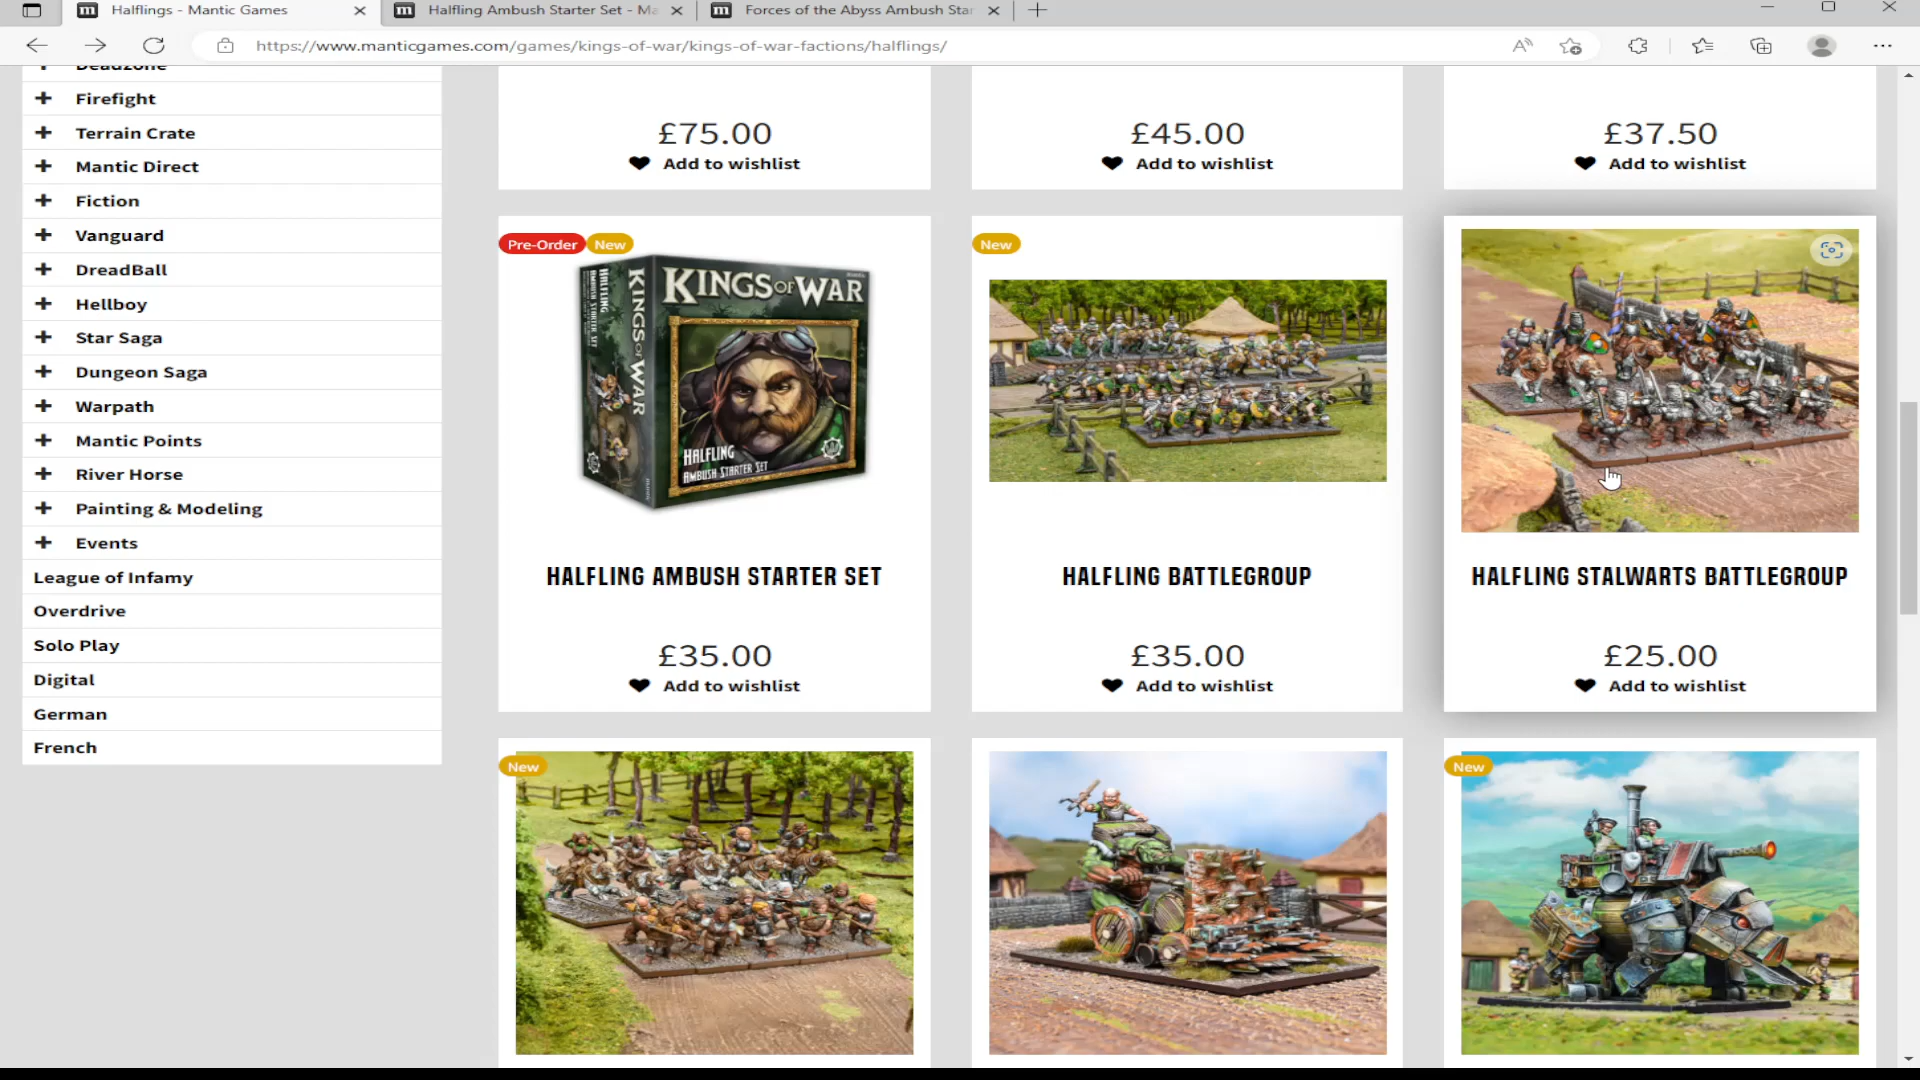 Halflings - Mantic Games
Halfling Ambush Starter Set - Ma
Forces of the Abyss Ambush Star
https://www.manticgames.com/games/kings-of-war/kings-of-war-factions/halflings/
Deadzone
Firefight
Terrain Crate
Mantic Direct
Fiction
Vanguard
DreadBall
Hellboy
Star Saga
Dungeon Saga
Warpath
Mantic Points
River Horse
Painting & Modeling
Events
League of Infamy
Overdrive
Solo Play
Digital
German
French
£75.00
Add to wishlist
£45.00
Add to wishlist
£37.50
Add to wishlist
Pre-Order
New
KINGS OF WAR
KINGS OF WAR
HALFLING
AMBUSH STARTER SET
HALFLING
AMBUSH STARTER SET
HALFLING AMBUSH STARTER SET
£35.00
Add to wishlist
New
HALFLING BATTLEGROUP
£35.00
Add to wishlist
HALFLING STALWARTS BATTLEGROUP
£25.00
Add to wishlist
New
New